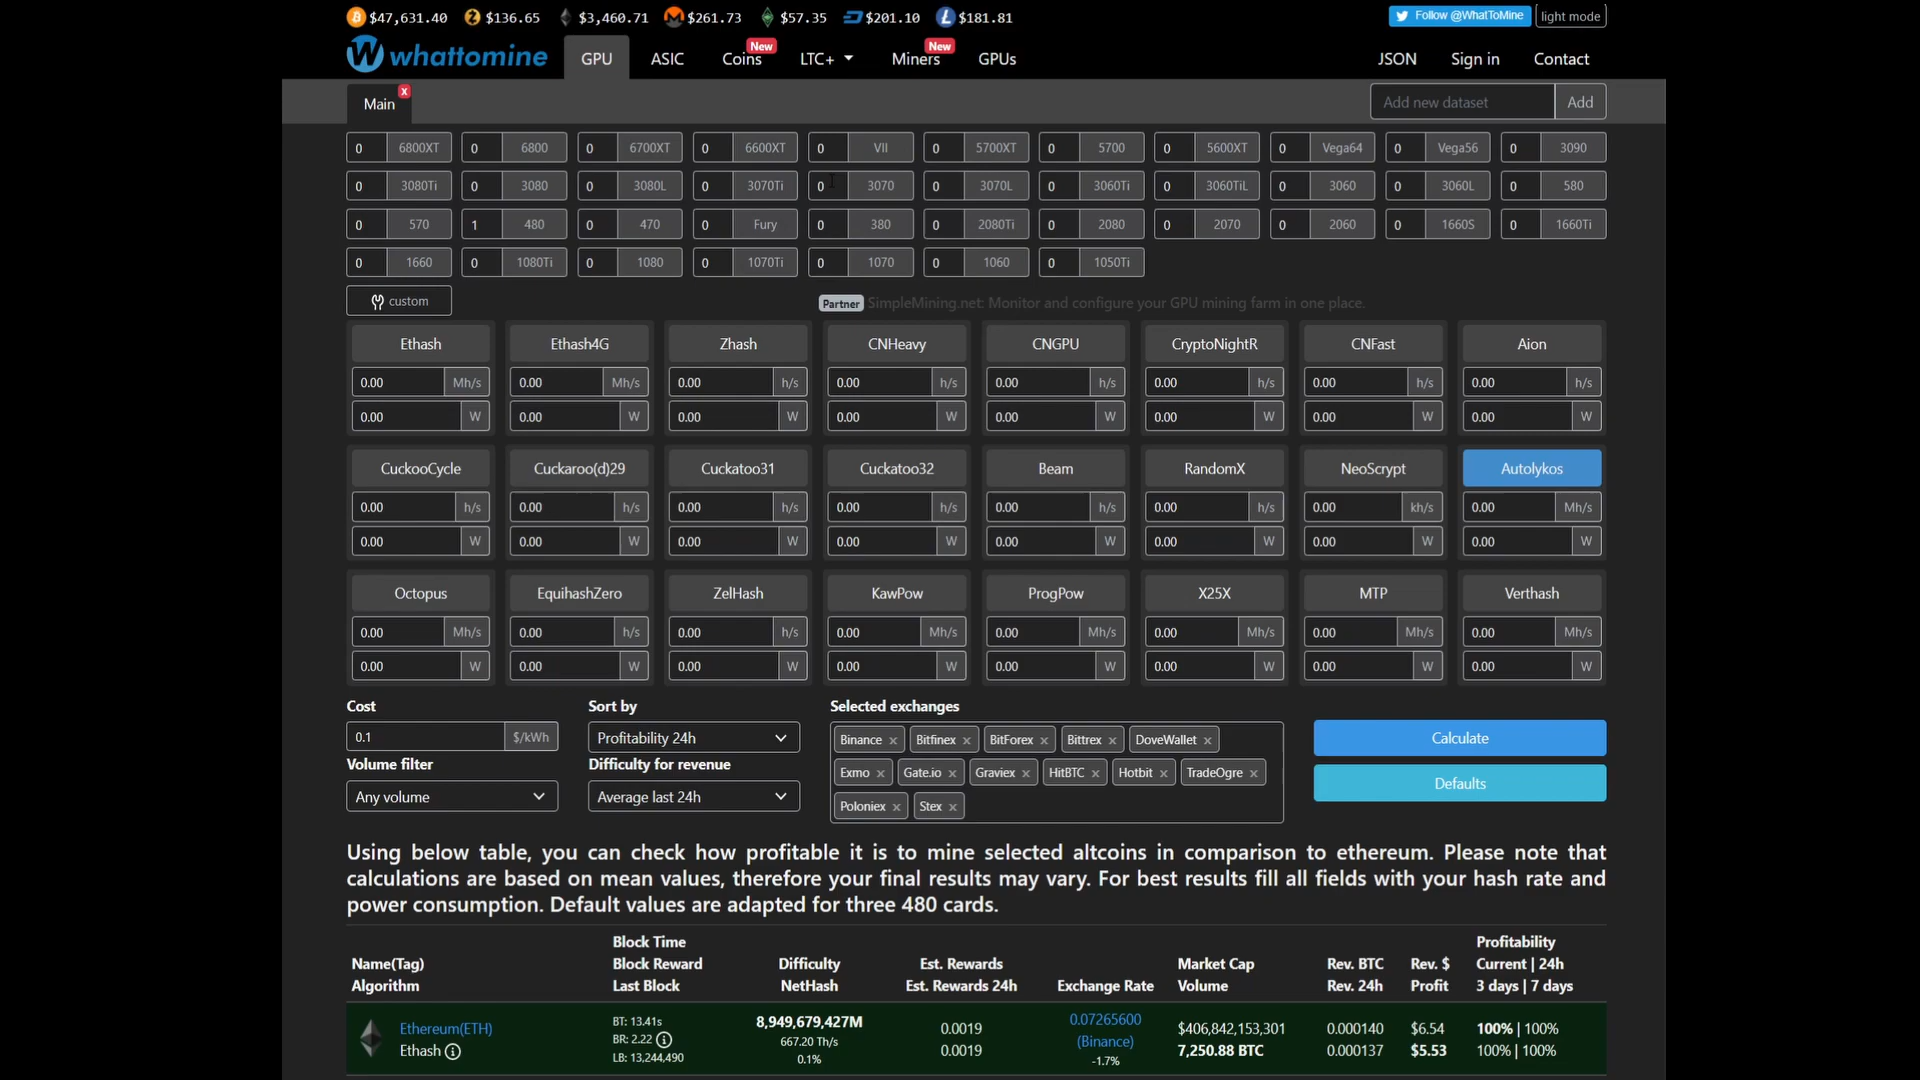 $47,631.40 $136.65 $3,460.71 $261.73 $57.35 $201.10 $181.81 Follow @WhatToMine light mode
whattomine GPU ASIC Coins New LTC+ Miners New GPUs JSON Sign in Contact
Main x Add new dataset Add
0 6800XT 0 6800 0 6700XT 0 6600XT 0 VII 0 5700XT 0 5700 0 5600XT 0 Vega64 0 Vega56 0 3090
0 3080Ti 0 3080 0 3080L 0 3070Ti 0 3070 0 3070L 0 3060Ti 0 3060TiL 0 3060 0 3060L 0 580
0 570 1 480 0 470 0 Fury 0 380 0 2080Ti 0 2080 0 2070 0 2060 0 1660S 0 1660Ti
0 1660 0 1080Ti 0 1080 0 1070Ti 0 1070 0 1060 0 1050Ti
custom Partner SimpleMining.net: Monitor and configure your GPU mining farm in one place.
Ethash Ethash4G Zhash CNHeavy CNGPU CryptoNightR CNFast Aion
0.00 Mh/s 0.00 Mh/s 0.00 h/s 0.00 h/s 0.00 h/s 0.00 h/s 0.00 h/s 0.00 h/s
0.00 W 0.00 W 0.00 W 0.00 W 0.00 W 0.00 W 0.00 W 0.00 W
CuckooCycle Cuckaroo(d)29 Cuckatoo31 Cuckatoo32 Beam RandomX NeoScrypt Autolykos
0.00 h/s 0.00 h/s 0.00 h/s 0.00 h/s 0.00 h/s 0.00 h/s 0.00 kh/s 0.00 Mh/s
0.00 W 0.00 W 0.00 W 0.00 W 0.00 W 0.00 W 0.00 W 0.00 W
Octopus EquihashZero ZelHash KawPow ProgPow X25X MTP Verthash
0.00 Mh/s 0.00 h/s 0.00 h/s 0.00 Mh/s 0.00 Mh/s 0.00 Mh/s 0.00 Mh/s 0.00 Mh/s
0.00 W 0.00 W 0.00 W 0.00 W 0.00 W 0.00 W 0.00 W 0.00 W
Cost Sort by Selected exchanges
0.1 $/kWh Profitability 24h Binance × Bitfinex × BitForex × Bittrex × DoveWallet × Calculate
Volume filter Difficulty for revenue Exmo × Gate.io × Graviex × HitBTC × Hotbit × TradeOgre × Defaults
Any volume Average last 24h Poloniex × Stex ×
Using below table, you can check how profitable it is to mine selected altcoins in comparison to ethereum. Please note that
calculations are based on mean values, therefore your final results may vary. For best results fill all fields with your hash rate and
power consumption. Default values are adapted for three 480 cards.
Block Time Profitability
Name(Tag) Block Reward Difficulty Est. Rewards Market Cap Rev. BTC Rev. $ Current | 24h
Algorithm Last Block NetHash Est. Rewards 24h Exchange Rate Volume Rev. 24h Profit 3 days | 7 days
Ethereum(ETH) BT: 13.41s 8,949,679,427M 0.0019 0.07265600 $406,842,153,301 0.000140 $6.54 100% | 100%
Ethash BR: 2.22 667.20 Th/s 0.0019 (Binance) 7,250.88 BTC 0.000137 $5.53 100% | 100%
LB: 13,244,490 0.1% -1.7%